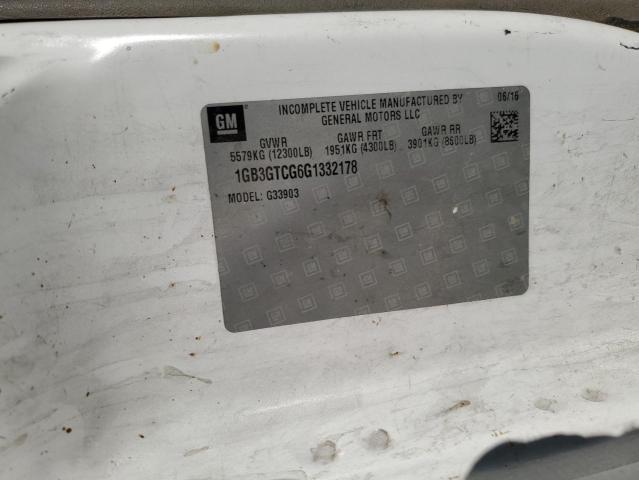 GM
INCOMPLETE VEHICLE MANUFACTURED BY
GENERAL MOTORS LLC
06/16
GVWR GAWR FRT GAWR RR
5579KG (12300LB) 1951KG (4300LB) 3901KG (8600LB)
1GB3GTCG6G1332178
MODEL: G33903